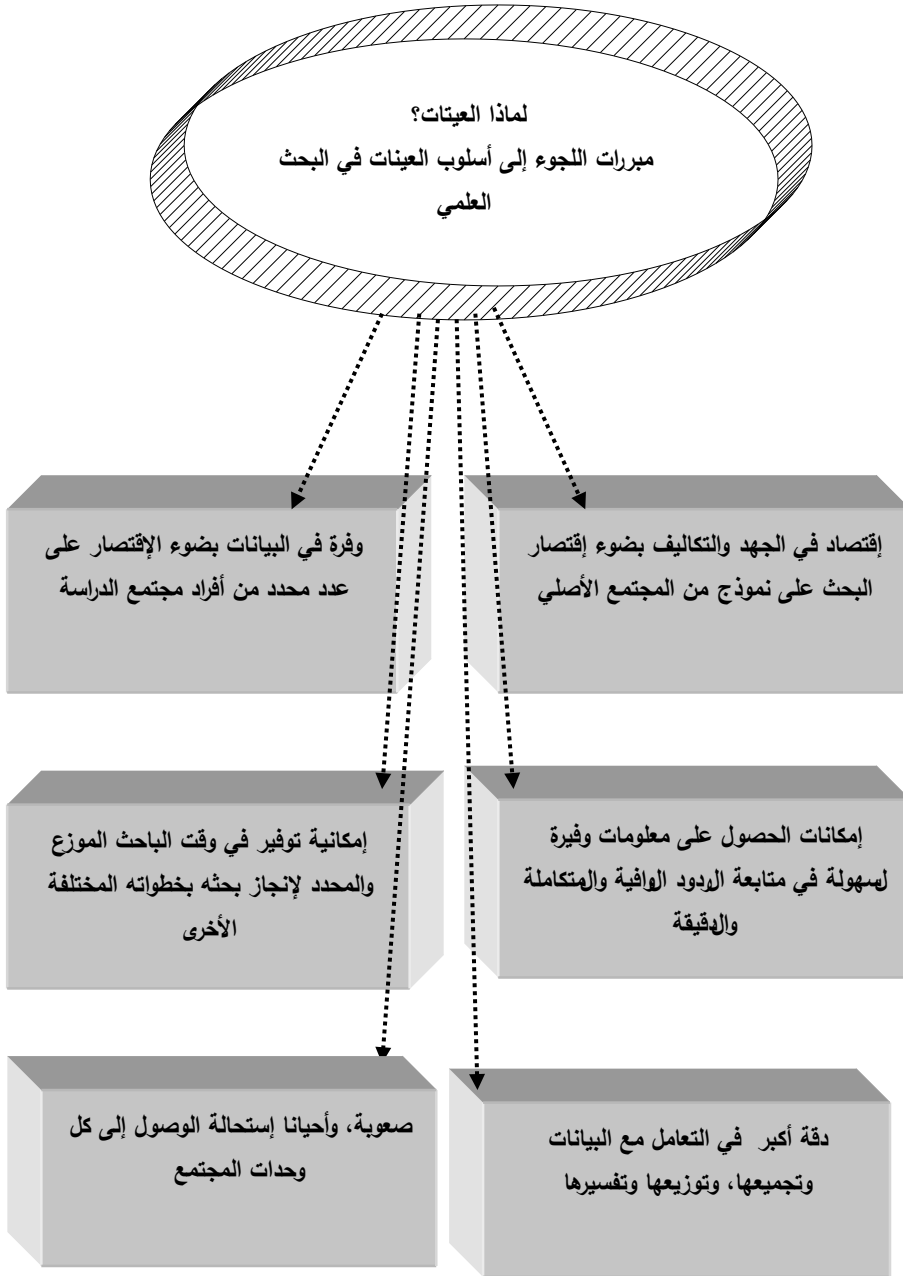 لماذا العيتات؟
مبررات اللجوء إلى أسلوب العينات في البحث
العلمي
إقتصاد في الجهد والتكاليف بضوء إقتصار
البحث على نموذج من المجتمع الأصلي
وفرة في البيانات بضوء الإقتصار على
عدد محدد من أفراد مجتمع الدراسة
إمكانات الحصول على معلومات وفيرة
لسهولة في متابعة الردود الوافية والمتكاملة
والدقيقة
إمكانية توفير في وقت الباحث الموزع
والمحدد لإنجاز بحثه بخطواته المختلفة
الأخرى
دقة أكبر في التعامل مع البيانات
وتجميعها، وتوزيعها وتفسيرها
صعوبة، وأحيانا إستحالة الوصول إلى كل
وحدات المجتمع